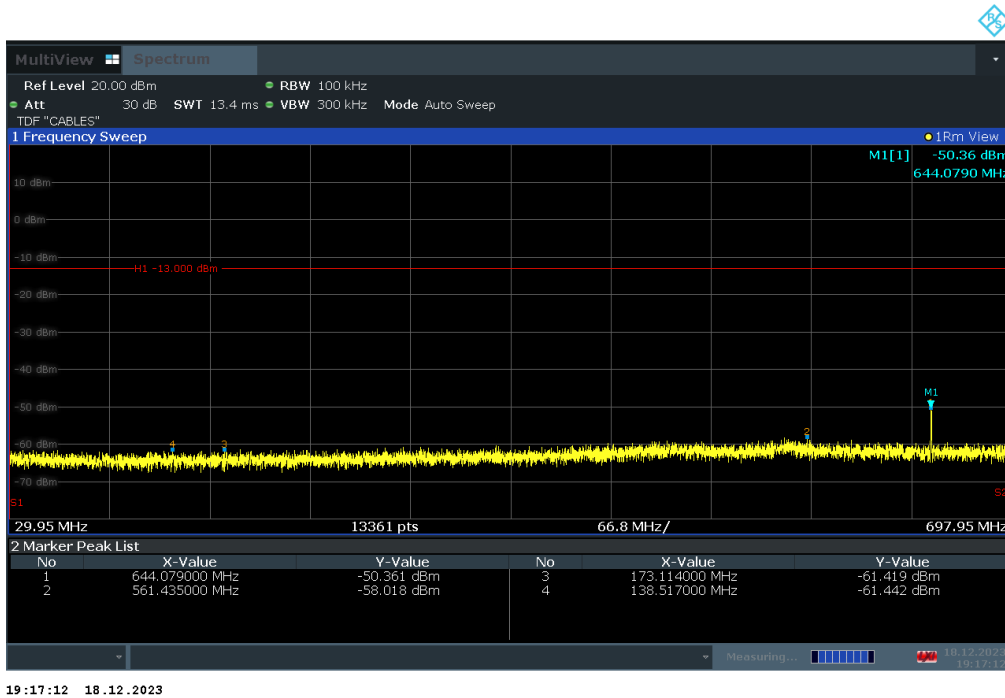 R&S
MultiView Spectrum
Ref Level 20.00 dBm RBW 100 kHz
Att 30 dB SWT 13.4 ms VBW 300 kHz Mode Auto Sweep
TDF "CABLES"
1 Frequency Sweep 1Rm View
M1[1] -50.36 dBm
644.0790 MHz
10 dBm
0 dBm
-10 dBm
H1 -13.000 dBm
-20 dBm
-30 dBm
-40 dBm
M1
-50 dBm
2
4 3
-60 dBm
-70 dBm
S1 S2
29.95 MHz 13361 pts 66.8 MHz/ 697.95 MHz
2 Marker Peak List
No X-Value Y-Value No X-Value Y-Value
1 644.079000 MHz -50.361 dBm 3 173.114000 MHz -61.419 dBm
2 561.435000 MHz -58.018 dBm 4 138.517000 MHz -61.442 dBm
Measuring... 18.12.2023
19:17:12
19:17:12 18.12.2023